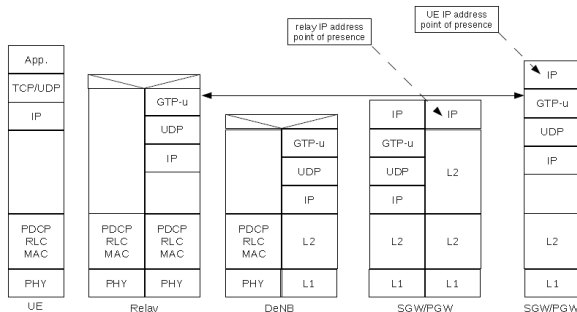 relay IP address
point of presence
UE IP address
point of presence
App.
TCP/UDP
IP
PDCP
RLC
MAC
PHY
UE
GTP-u
UDP
IP
PDCP
RLC
MAC
PDCP
RLC
MAC
PHY
PHY
Relay
GTP-u
UDP
IP
PDCP
RLC
MAC
L2
PHY
L1
DeNB
IP
IP
GTP-u
UDP
IP
L2
L2
L2
L1
L1
SGW/PGW
IP
GTP-u
UDP
IP
L2
L1
SGW/PGW